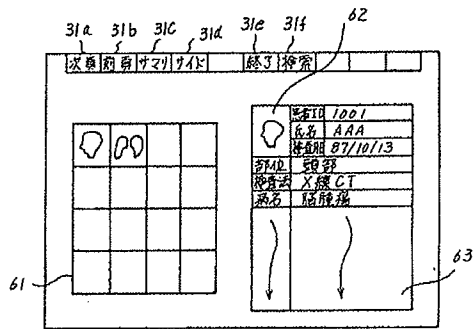 31a 31b 31c 31d 31e 31f 62
次頁 前頁 サマリ サイド 終了 検索
患者ID 1001
氏名 AAA
検査日 87/10/13
部位 頭部
検査法 X線CT
病名 脳腫瘍
61
63